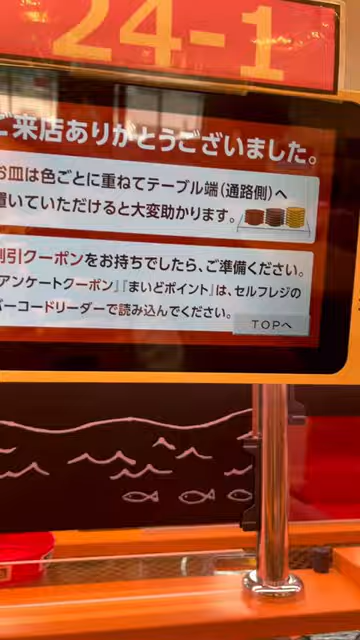 24-1
ご来店ありがとうございました。
お皿は色ごとに重ねてテーブル端（通路側）へ
置いていただけると大変助かります。
割引クーポンをお持ちでしたら、ご準備ください。
アンケートクーポン』『まいどポイント』は、セルフレジの
バーコードリーダーで読み込んでください。
TOPへ